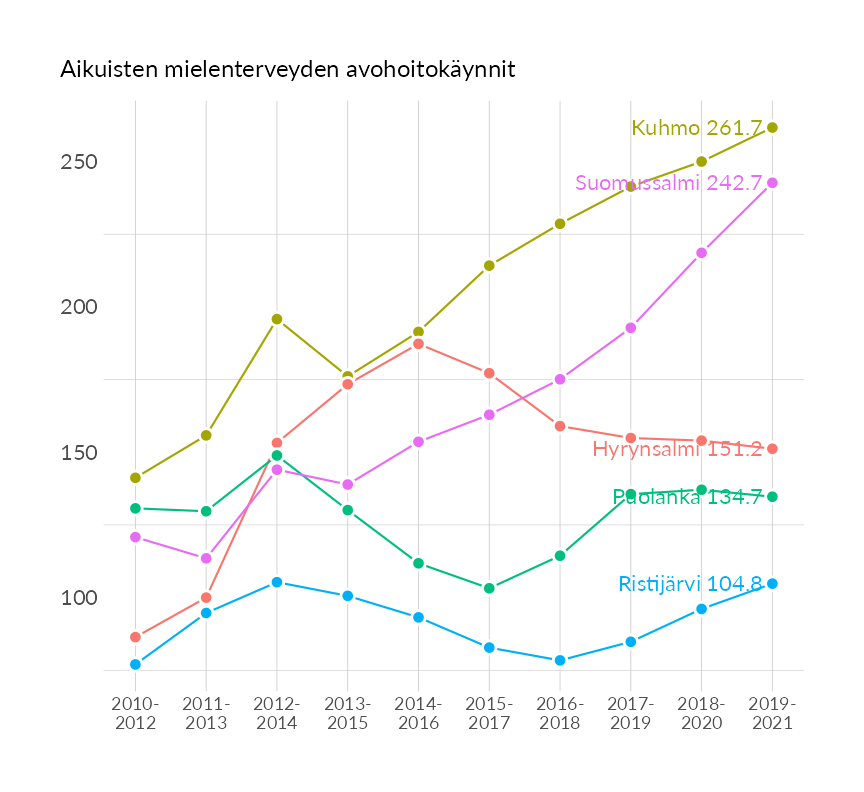 Aikuisten mielenterveyden avohoitokäynnit
Kuhmo 261.7
250
Suomussalmi 242.7
200
150
Hyrynsalmi 151.2
Puolanka 134.7
Ristijärvi 104.8
100
2010- 2011- 2012- 2013- 2014- 2015- 2016- 2017- 2018- 2019-
2012 2013 2014 2015 2016 2017 2018 2019 2020 2021